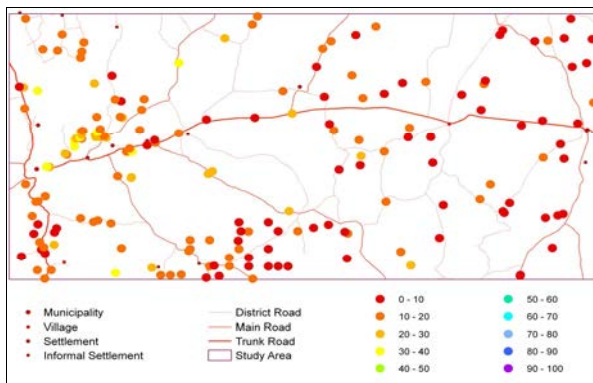 Municipality
Village
Settlement
Informal Settlement
District Road
Main Road
Trunk Road
Study Area
0 - 10
10 - 20
20 - 30
30 - 40
40 - 50
50 - 60
60 - 70
70 - 80
80 - 90
90 - 100